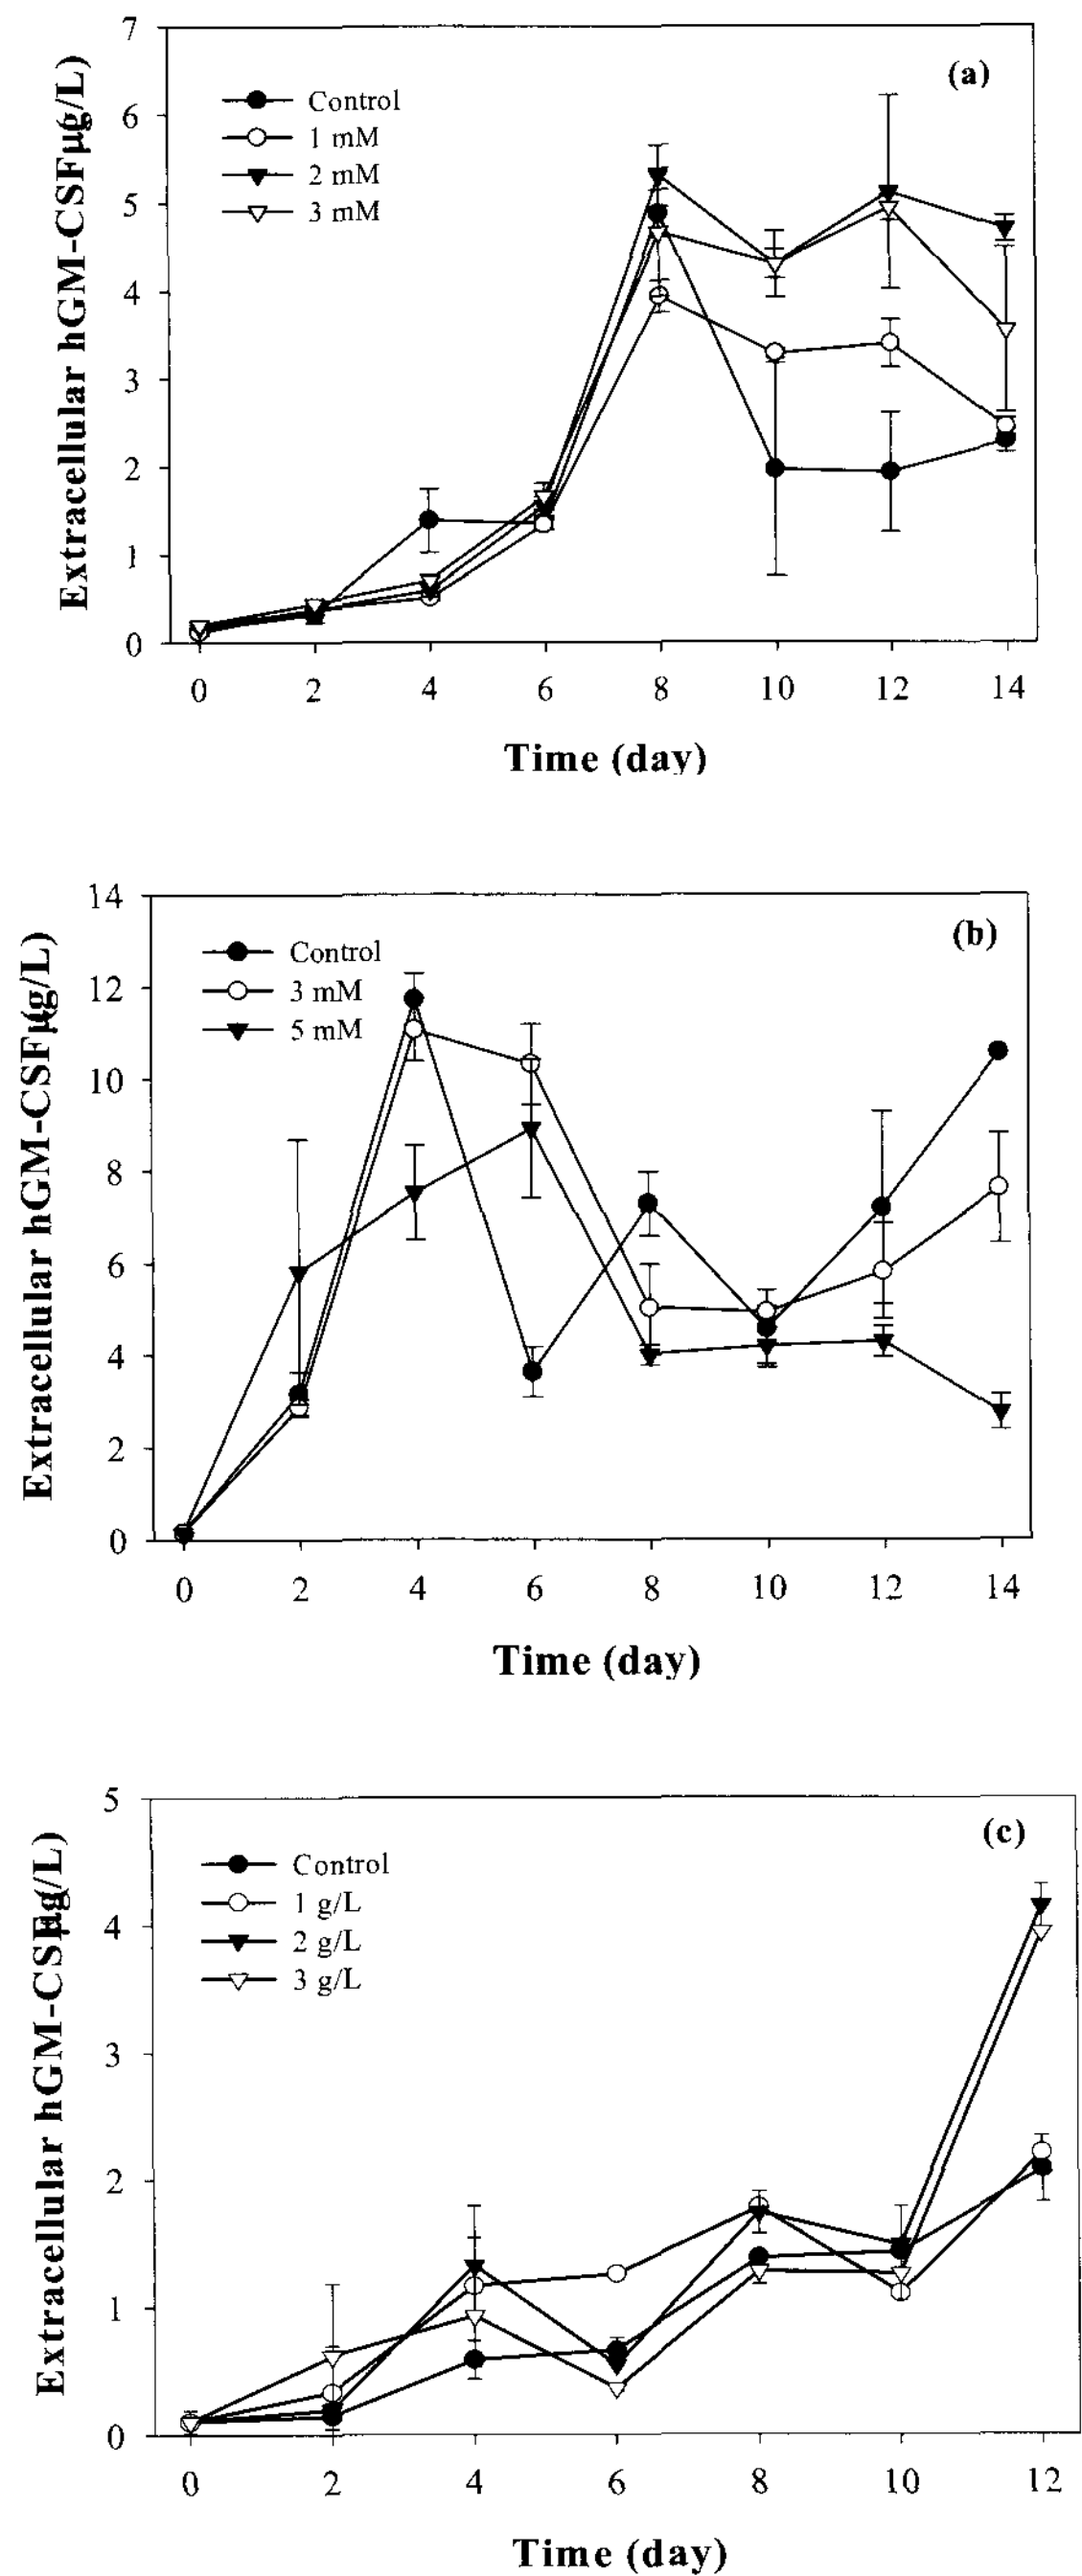 (a)
Control
1 mM
2 mM
3 mM
Extracellular hGM-CSF μg/L)
7
6
5
4
3
2
1
0
0 2 4 6 8 10 12 14
Time (day)
(b)
Control
3 mM
5 mM
Extracellular hGM-CSF μg/L)
14
12
10
8
6
4
2
0
0 2 4 6 8 10 12 14
Time (day)
(c)
Control
1 g/L
2 g/L
3 g/L
Extracellular hGM-CSF μg/L)
5
4
3
2
1
0
0 2 4 6 8 10 12
Time (day)